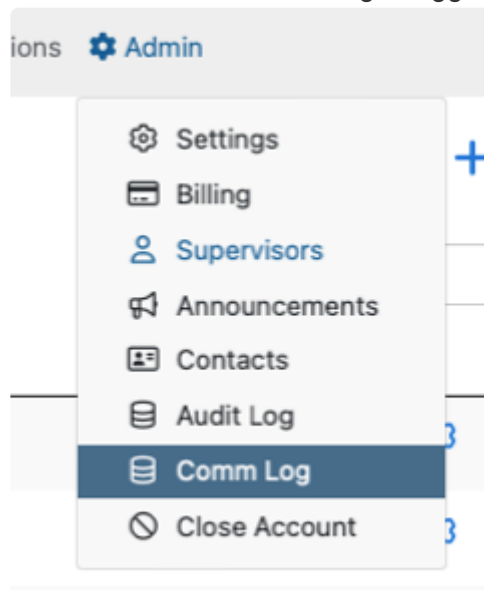 ions Admin
Settings
Billing
Supervisors
Announcements
Contacts
Audit Log
Comm Log
Close Account